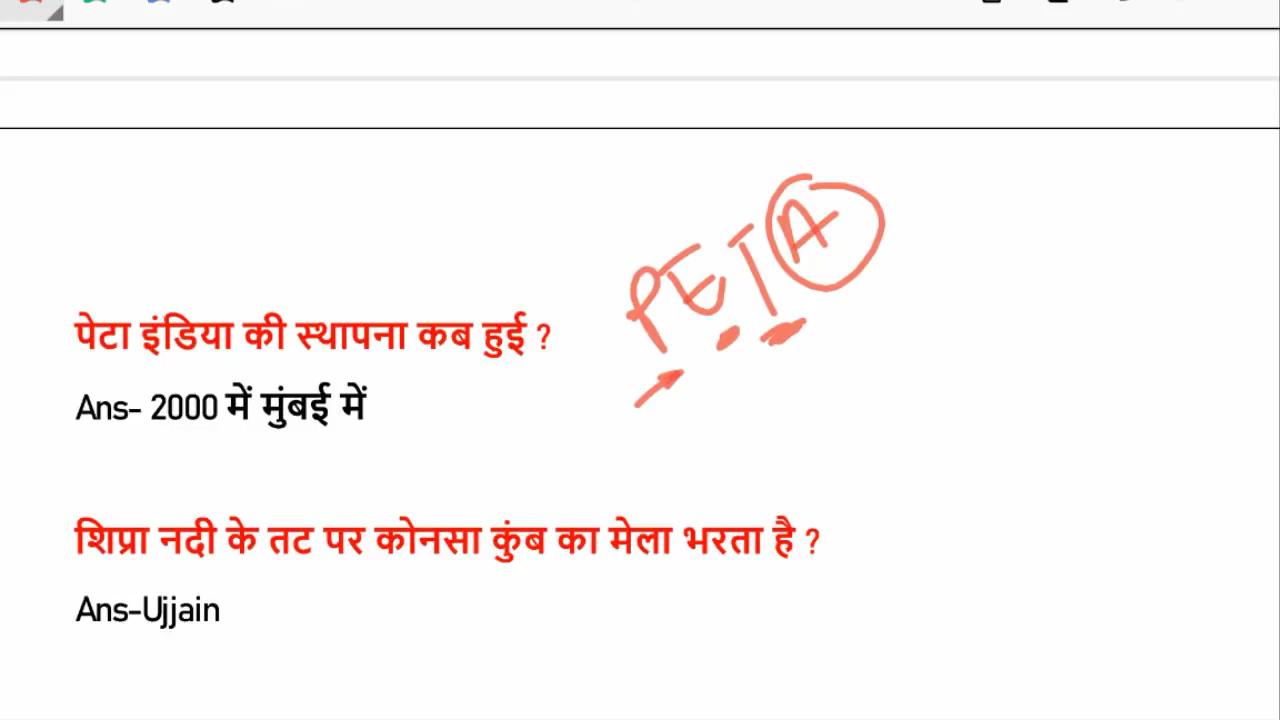 PETA
पेटा इंडिया की स्थापना कब हुई ?
Ans- 2000 में मुंबई में
शिप्रा नदी के तट पर कोनसा कुंब का मेला भरता है ?
Ans-Ujjain